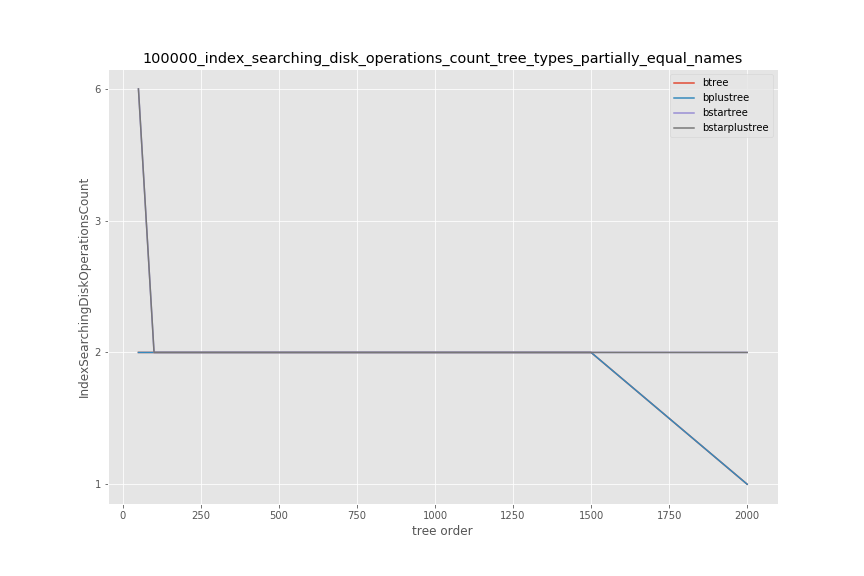 100000_index_searching_disk_operations_count_tree_types_partially_equal_names
btree
bplustree
bstartree
bstarplustree
IndexSearchingDiskOperationsCount
6
3
2
1
0 250 500 750 1000 1250 1500 1750 2000
tree order